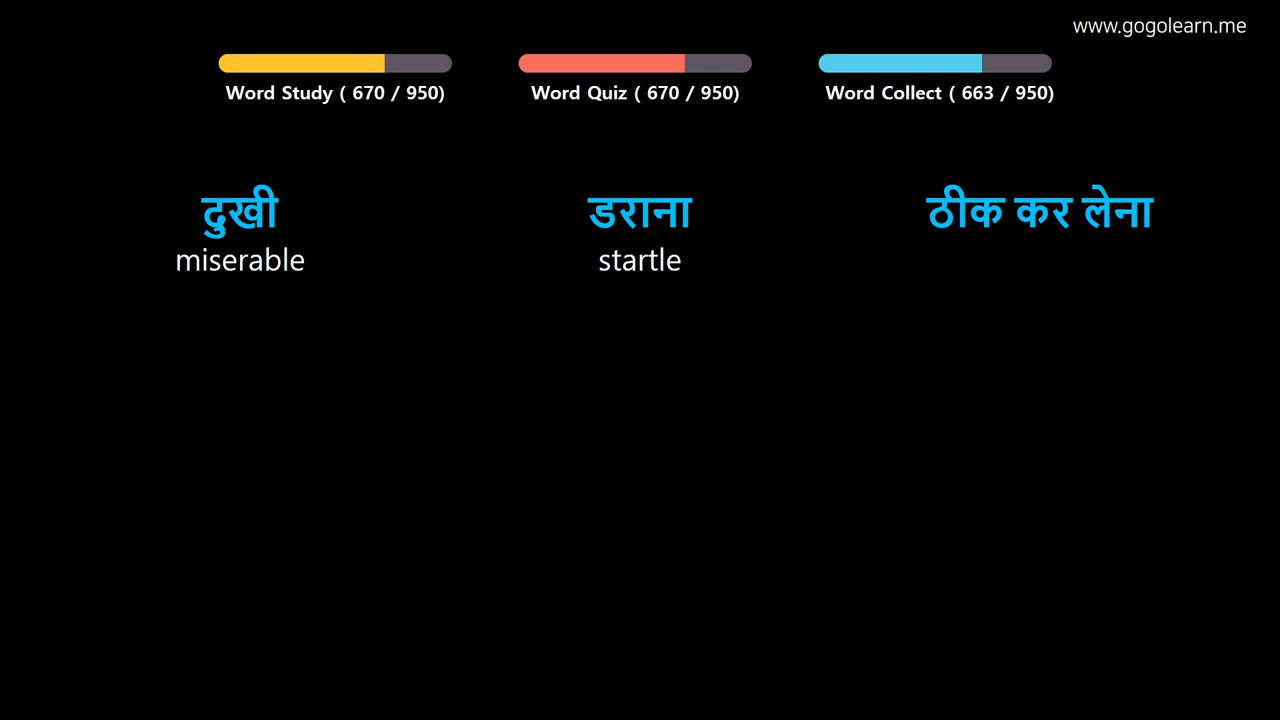 www.gogolearn.me
Word Study ( 670 / 950)
Word Quiz ( 670 / 950)
Word Collect ( 663 / 950)
दुखी
miserable
डराना
startle
ठीक कर लेना